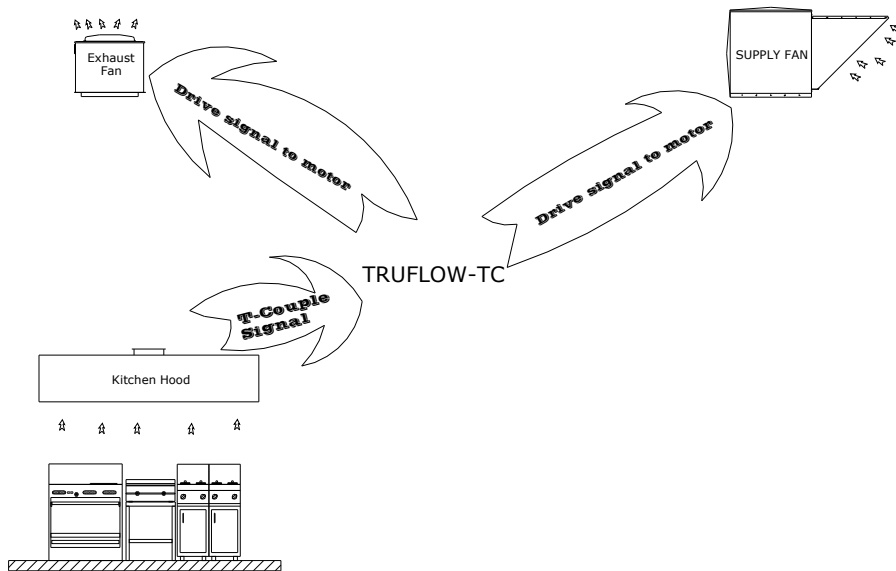 Exhaust
Fan
SUPPLY FAN
Drive signal to motor
Drive signal to motor
TRUFLOW-TC
T-Couple
Signal
Kitchen Hood